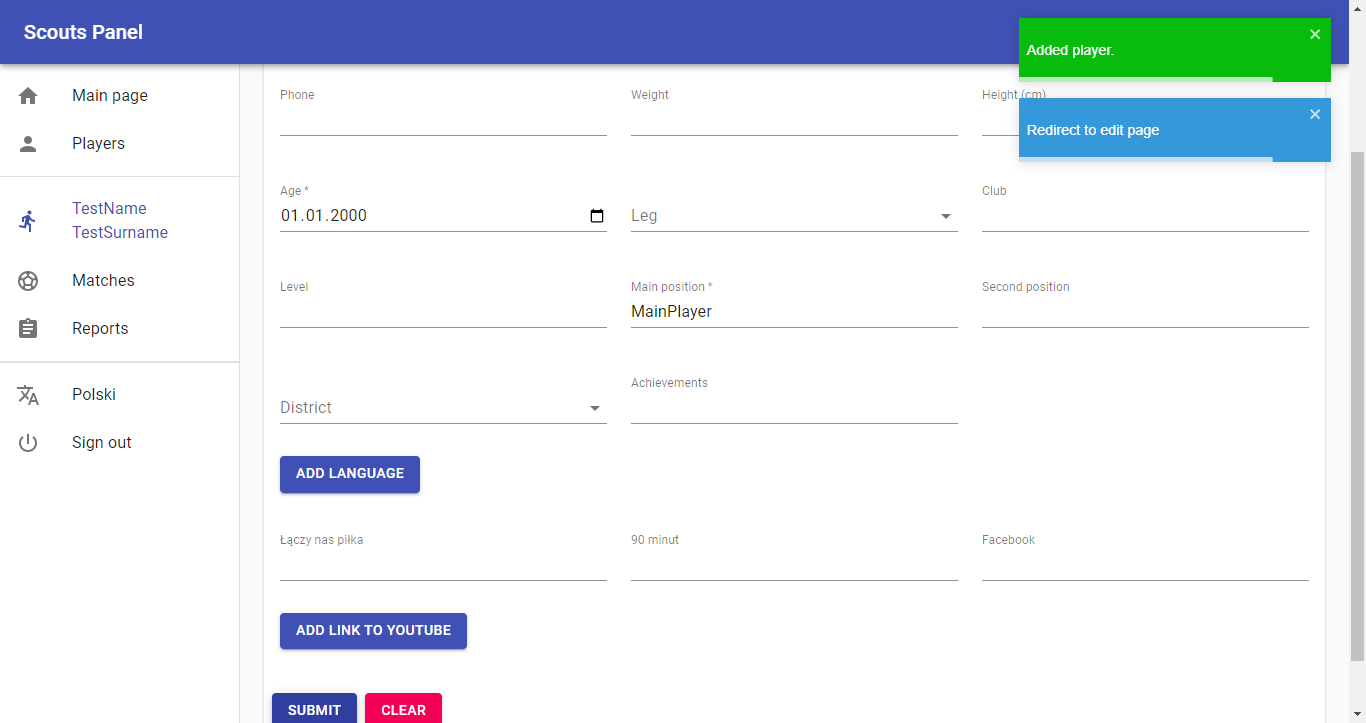 Scouts Panel
Added player.
Redirect to edit page
Main page
Players
TestName
TestSurname
Matches
Reports
Polski
Sign out
Phone
Weight
Height (cm)
Age *
01.01.2000
Leg
Club
Level
Main position *
MainPlayer
Second position
District
Achievements
ADD LANGUAGE
Łączy nas piłka
90 minut
Facebook
ADD LINK TO YOUTUBE
SUBMIT
CLEAR